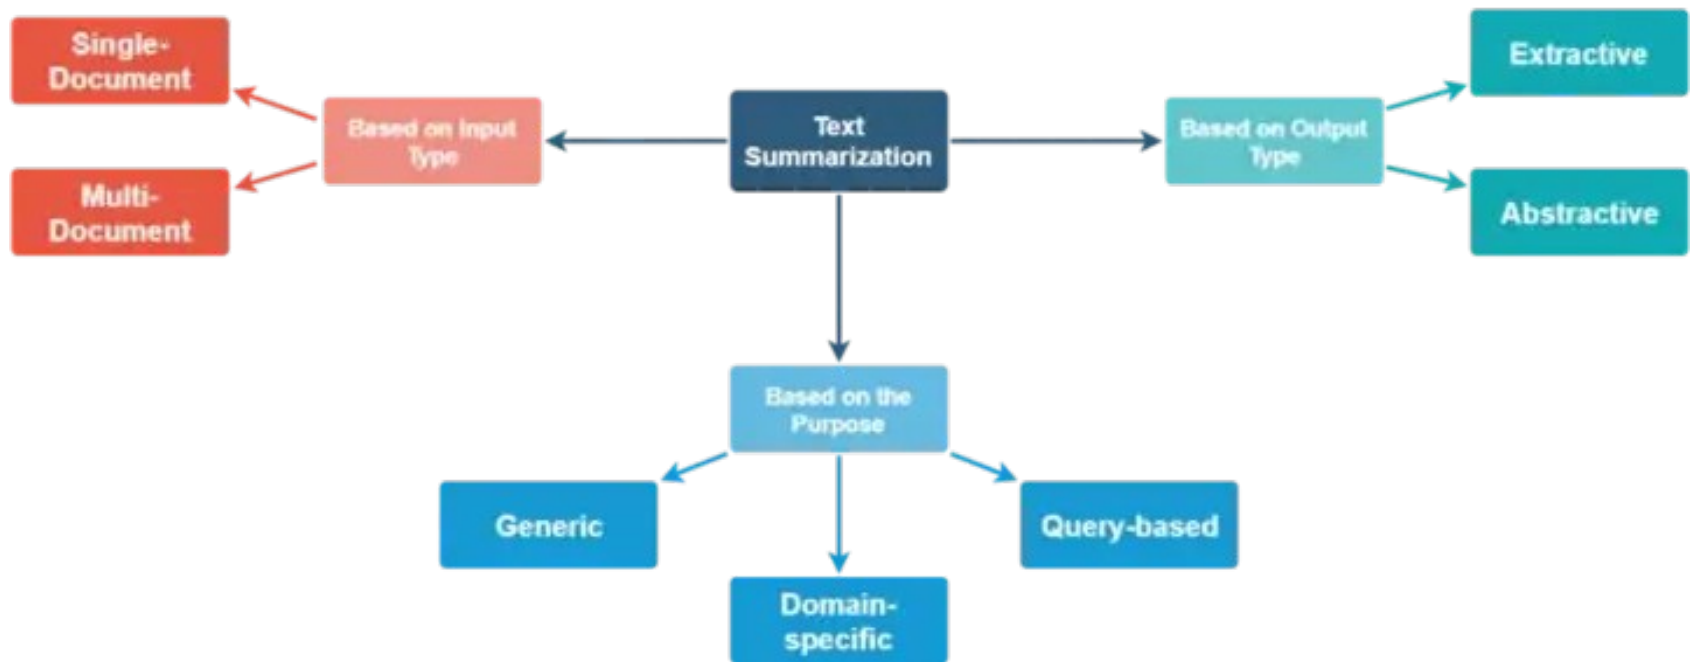 Single-
Document
Based on Input
Type
Multi-
Document
Text
Summarization
Based on Output
Type
Extractive
Abstractive
Based on the
Purpose
Generic
Domain-
specific
Query-based